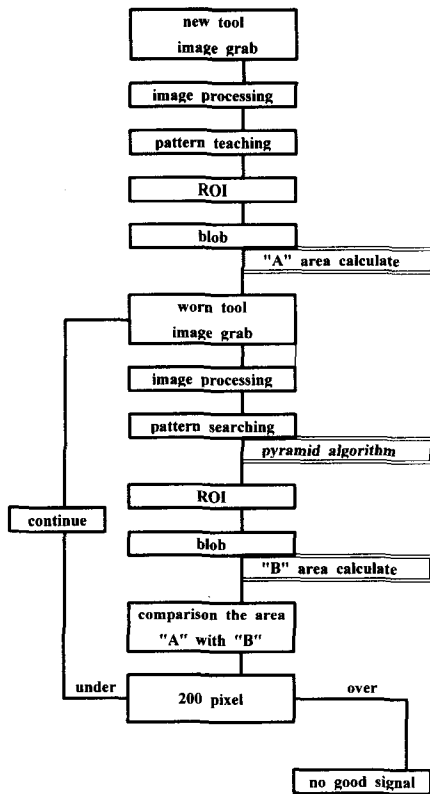 new tool
image grab
image processing
pattern teaching
ROI
blob
"A" area calculate
worn tool
image grab
image processing
pattern searching
pyramid algorithm
ROI
continue
blob
"B" area calculate
comparison the area
"A" with "B"
under
200 pixel
over
no good signal